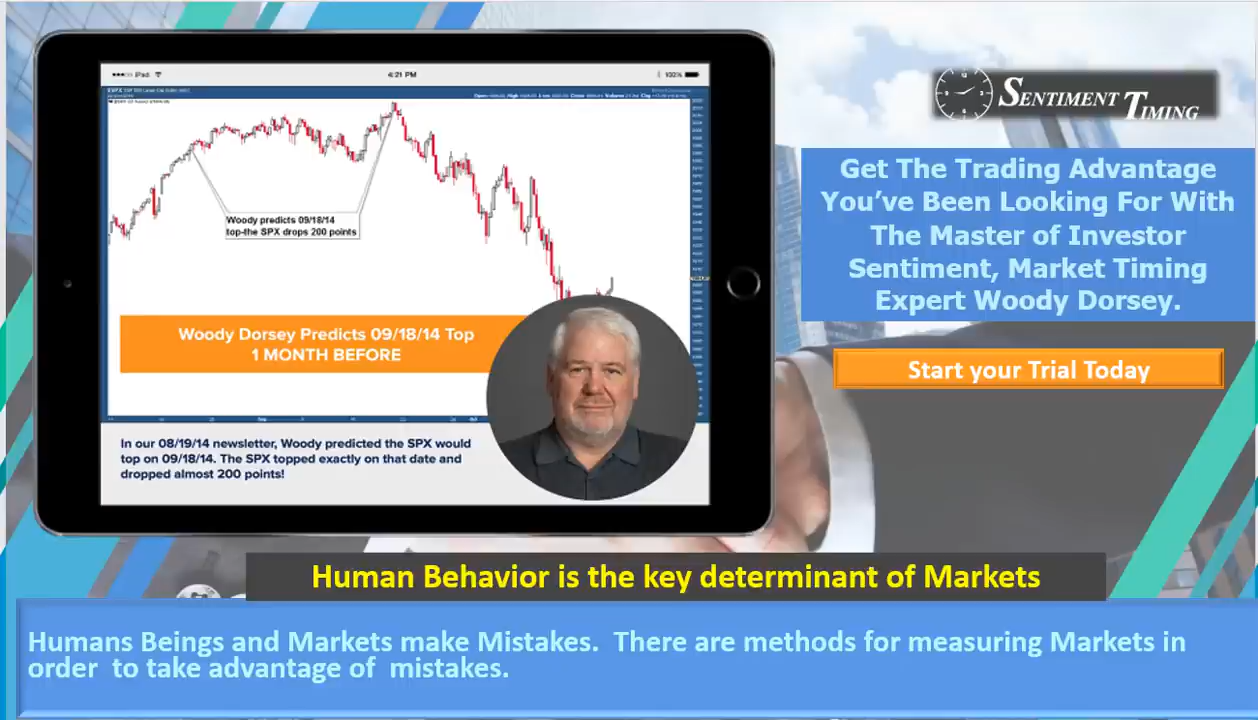 iPad
4:21 PM
100%
SENTIMENT TIMING
Woody predicts 09/18/14
top-the SPX drops 200 points
Woody Dorsey Predicts 09/18/14 Top
1 MONTH BEFORE
In our 08/19/14 newsletter, Woody predicted the SPX would
top on 09/18/14. The SPX topped exactly on that date and
dropped almost 200 points!
Get The Trading Advantage
You've Been Looking For With
The Master of Investor
Sentiment, Market Timing
Expert Woody Dorsey.
Start your Trial Today
Human Behavior is the key determinant of Markets
Humans Beings and Markets make Mistakes. There are methods for measuring Markets in
order to take advantage of mistakes.